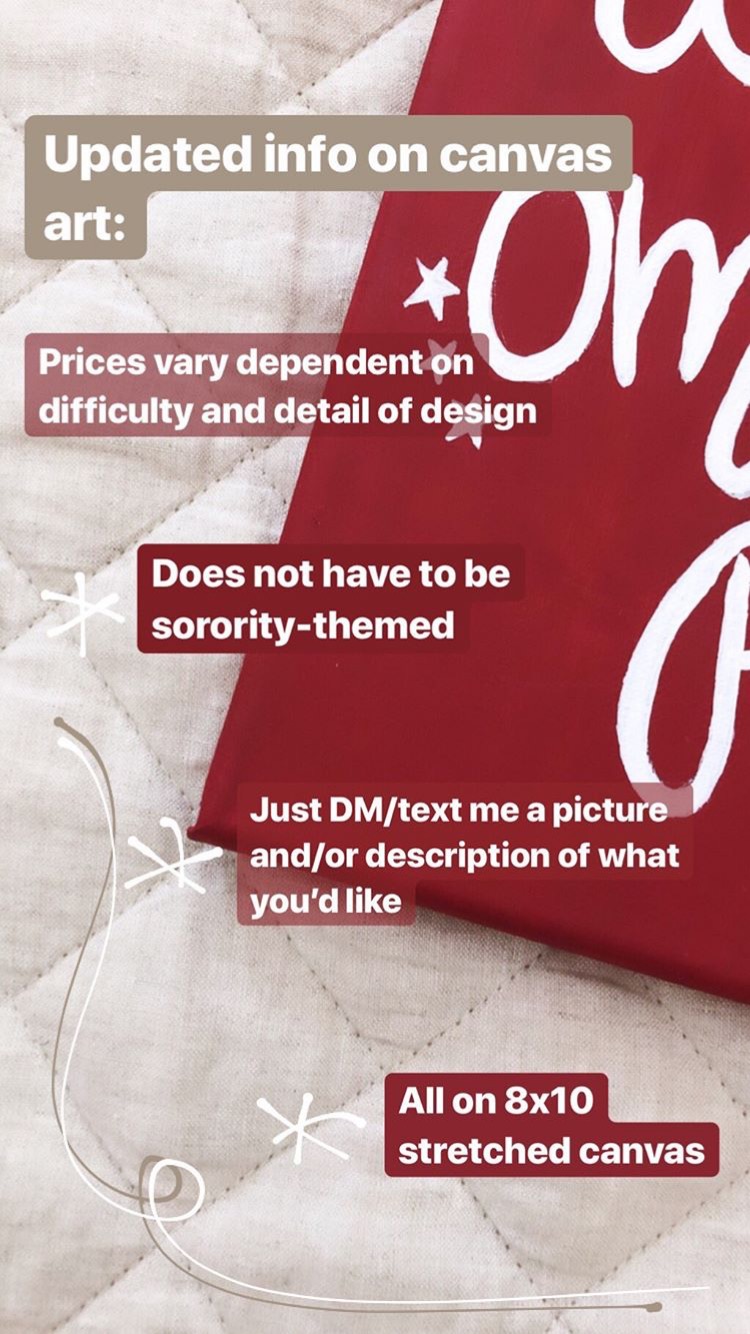 Updated info on canvas
art:
Prices vary dependent on
difficulty and detail of design
Does not have to be
sorority-themed
Just DM/text me a picture
and/or description of what
you'd like
All on 8x10
stretched canvas